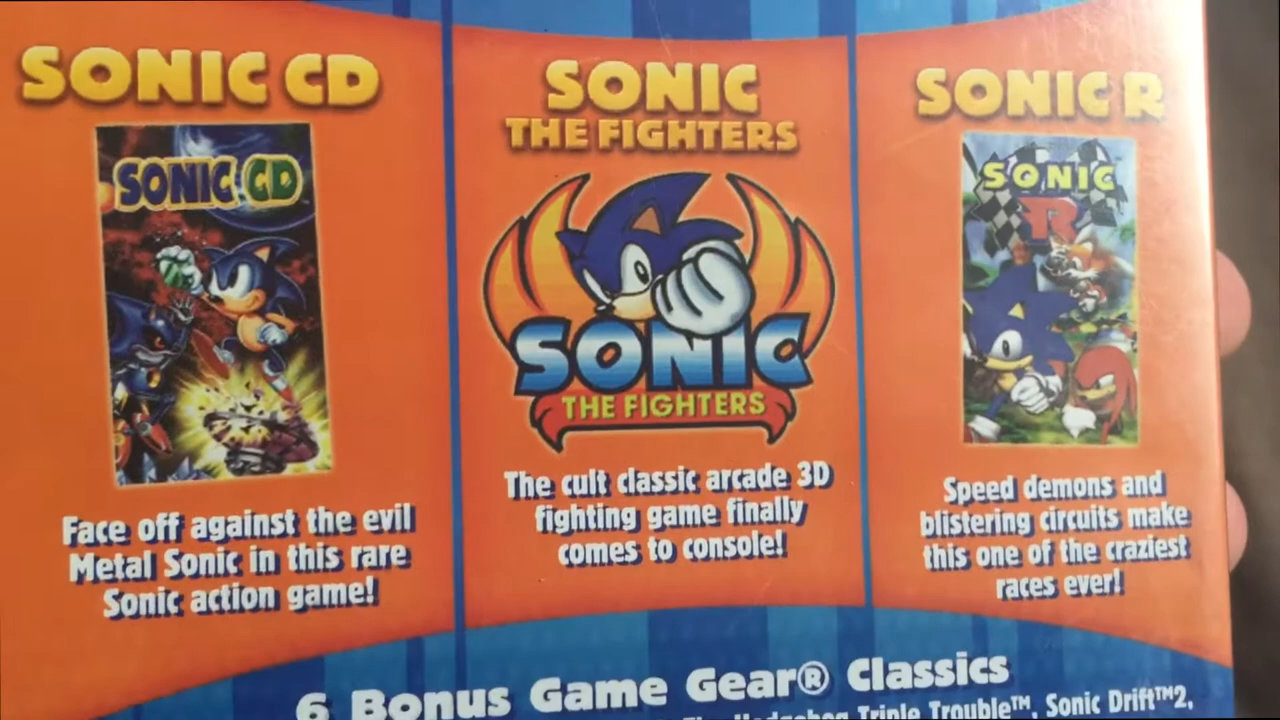 SONIC CD
SONIC CD
Face off against the evil
Metal Sonic in this rare
Sonic action game!
SONIC
THE FIGHTERS
SONIC
THE FIGHTERS
The cult classic arcade 3D
fighting game finally
comes to console!
SONIC R
SONIC
R
Speed demons and
blistering circuits make
this one of the craziest
races ever!
6 Bonus Game Gear® Classics
The Hedgehog Triple Trouble™, Sonic Drift™2,